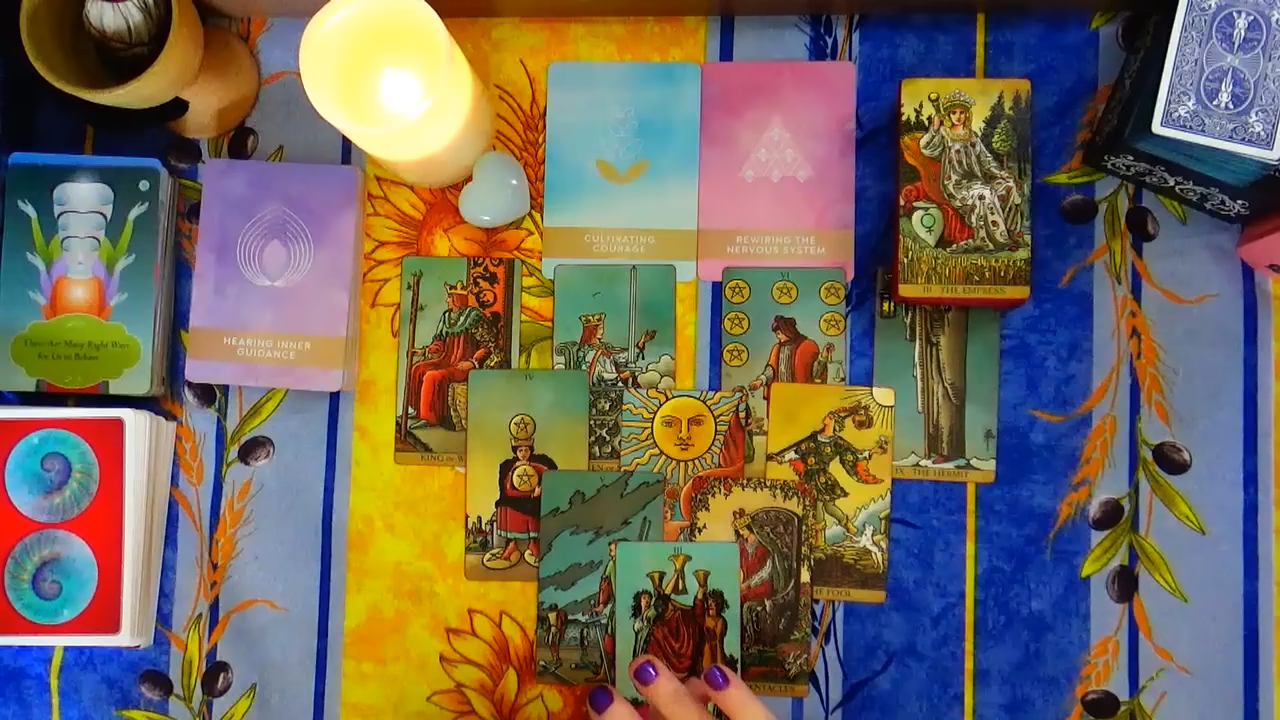 CULTIVATING
COURAGE
REWIRING THE
NERVOUS SYSTEM
III THE EMPRESS
VI
HEARING INNER
GUIDANCE
There Are Many Right Ways
for Us to Behave
KING
IV
IX THE HERMIT
THE FOOL
III